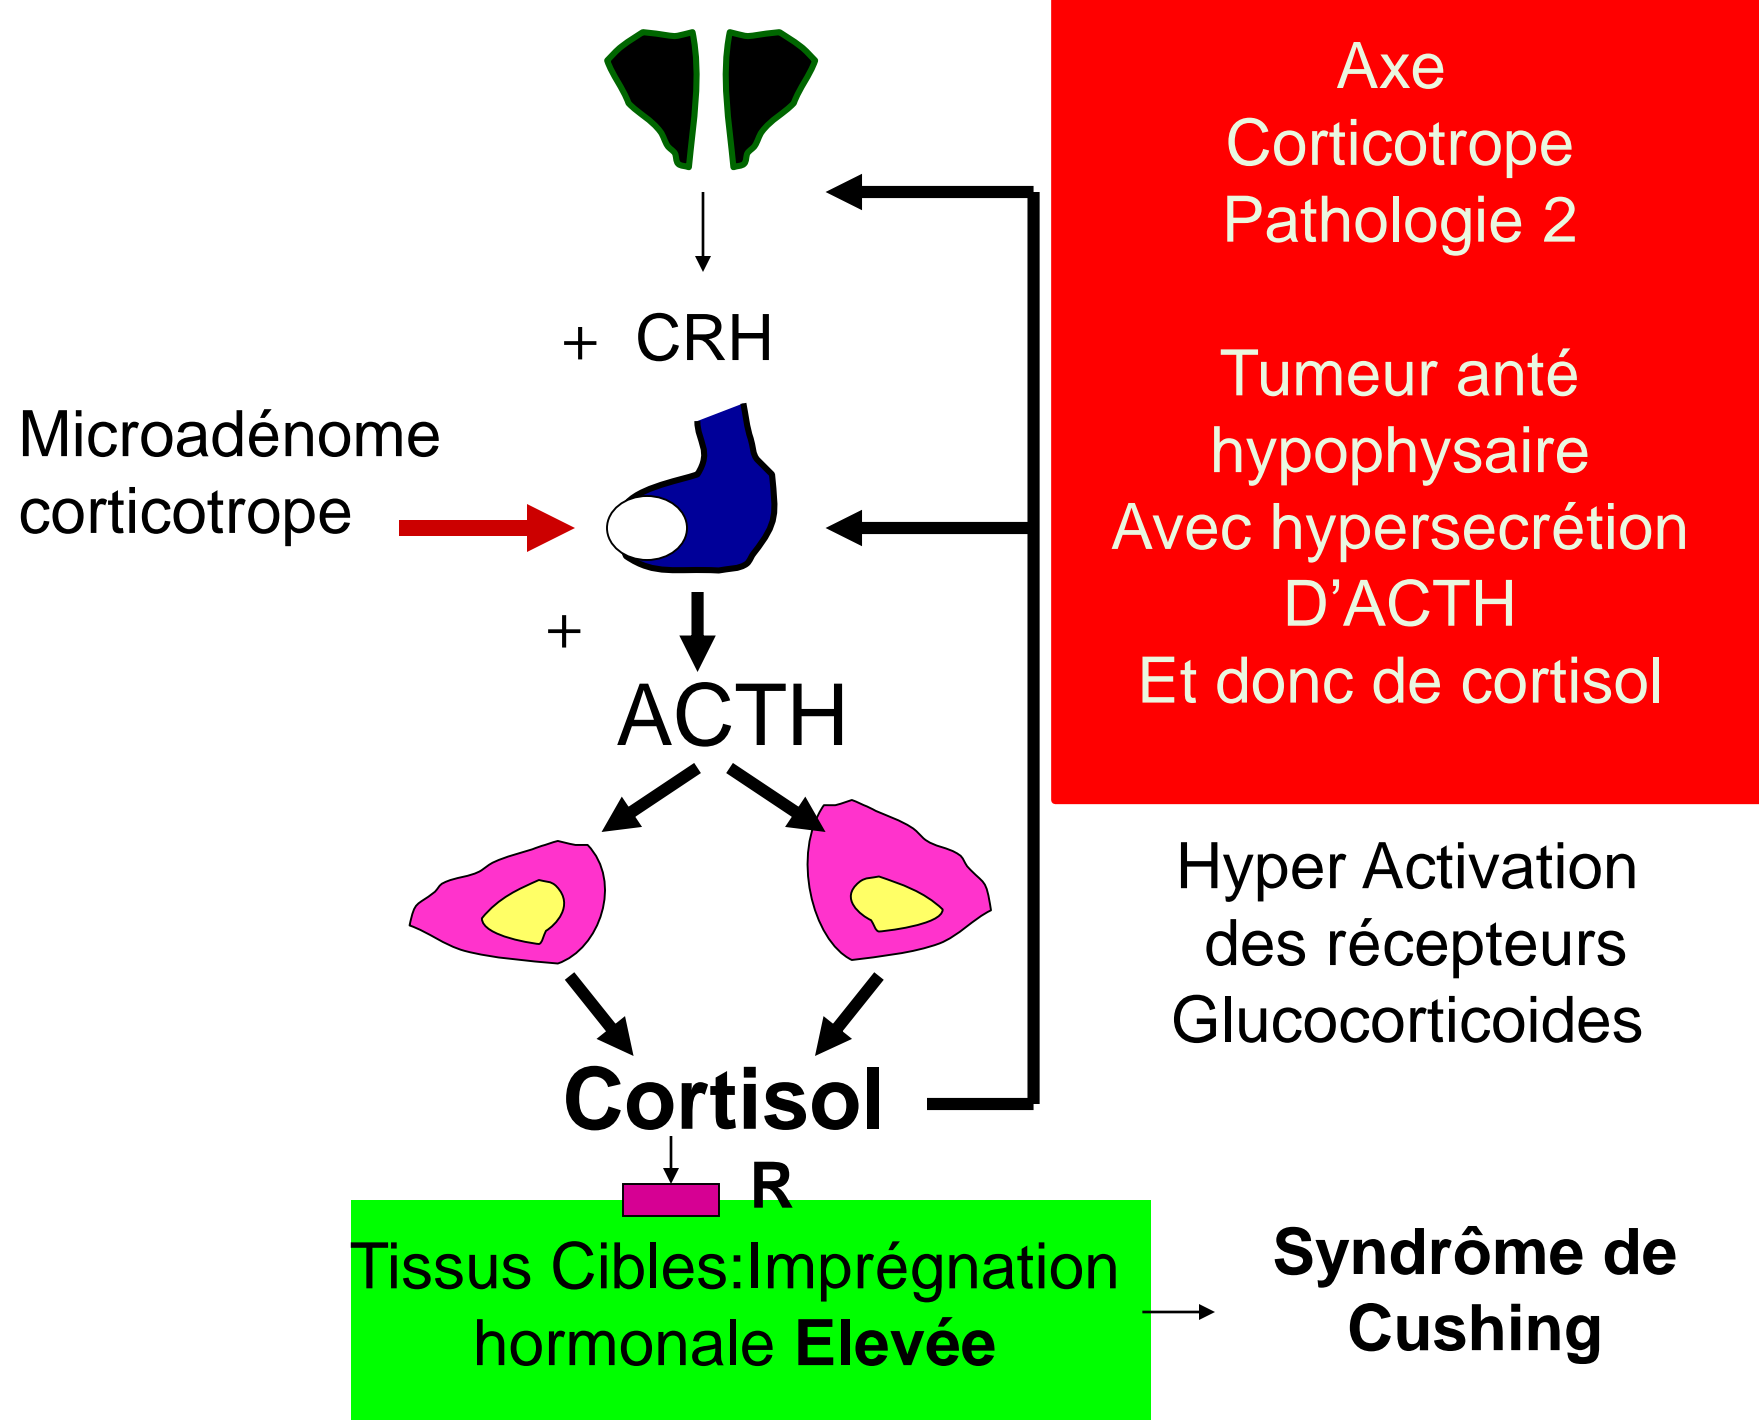 Axe
Corticotrope
Pathologie 2
Tumeur anté
hypophysaire
Avec hypersecrétion
D’ACTH
Et donc de cortisol
+ CRH
Microadénome
corticotrope
+
ACTH
Hyper Activation
des récepteurs
Glucocorticoides
Cortisol
R
Tissus Cibles:Imprégnation
hormonale Elevée
Syndrôme de
Cushing